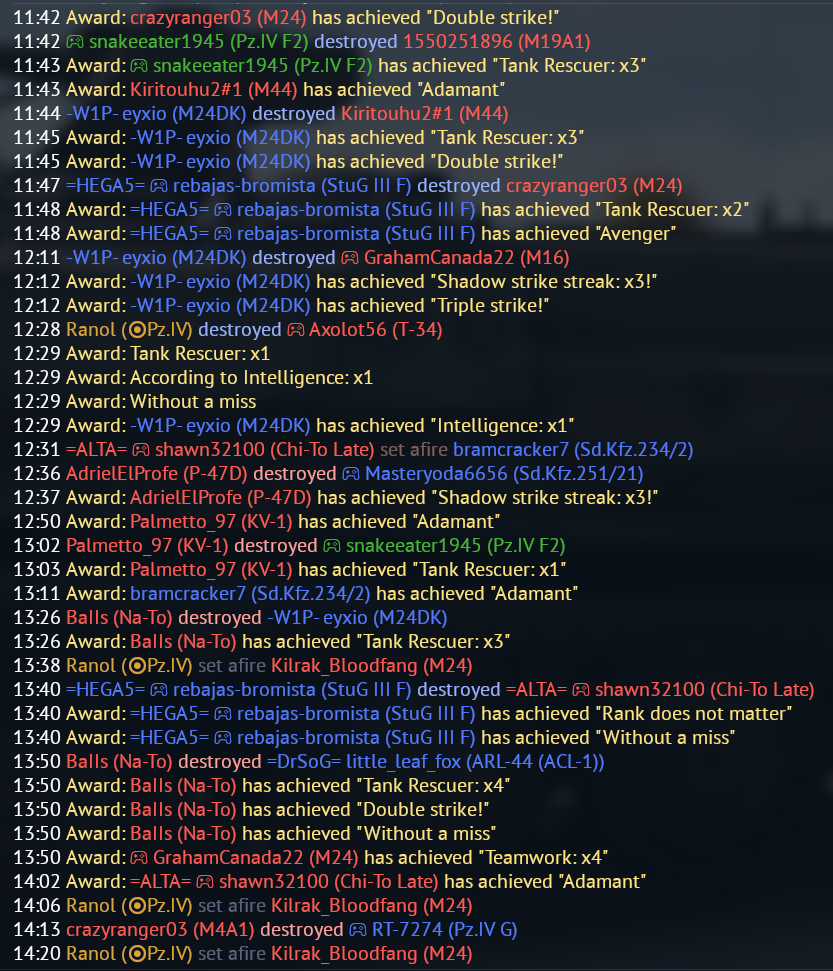 11:42 Award: crazyranger03 (M24) has achieved "Double strike!"
11:42 snakeeater1945 (Pz.IV F2) destroyed 1550251896 (M19A1)
11:43 Award: snakeeater1945 (Pz.IV F2) has achieved "Tank Rescuer: x3"
11:43 Award: Kiritouhu2#1 (M44) has achieved "Adamant"
11:44 -W1P- eyxio (M24DK) destroyed Kiritouhu2#1 (M44)
11:45 Award: -W1P- eyxio (M24DK) has achieved "Tank Rescuer: x3"
11:45 Award: -W1P- eyxio (M24DK) has achieved "Double strike!"
11:47 =HEGA5= rebajas-bromista (StuG III F) destroyed crazyranger03 (M24)
11:48 Award: =HEGA5= rebajas-bromista (StuG III F) has achieved "Tank Rescuer: x2"
11:48 Award: =HEGA5= rebajas-bromista (StuG III F) has achieved "Avenger"
12:11 -W1P- eyxio (M24DK) destroyed GrahamCanada22 (M16)
12:12 Award: -W1P- eyxio (M24DK) has achieved "Shadow strike streak: x3!"
12:12 Award: -W1P- eyxio (M24DK) has achieved "Triple strike!"
12:28 Ranol (Pz.IV) destroyed Axolot56 (T-34)
12:29 Award: Tank Rescuer: x1
12:29 Award: According to Intelligence: x1
12:29 Award: Without a miss
12:29 Award: -W1P- eyxio (M24DK) has achieved "Intelligence: x1"
12:31 =ALTA= shawn32100 (Chi-To Late) set afire bramcracker7 (Sd.Kfz.234/2)
12:36 AdrielElProfe (P-47D) destroyed Masteryoda6656 (Sd.Kfz.251/21)
12:37 Award: AdrielElProfe (P-47D) has achieved "Shadow strike streak: x3!"
12:50 Award: Palmetto_97 (KV-1) has achieved "Adamant"
13:02 Palmetto_97 (KV-1) destroyed snakeeater1945 (Pz.IV F2)
13:03 Award: Palmetto_97 (KV-1) has achieved "Tank Rescuer: x1"
13:11 Award: bramcracker7 (Sd.Kfz.234/2) has achieved "Adamant"
13:26 BaIIs (Na-To) destroyed -W1P- eyxio (M24DK)
13:26 Award: BaIIs (Na-To) has achieved "Tank Rescuer: x3"
13:38 Ranol (Pz.IV) set afire Kilrak_Bloodfang (M24)
13:40 =HEGA5= rebajas-bromista (StuG III F) destroyed =ALTA= shawn32100 (Chi-To Late)
13:40 Award: =HEGA5= rebajas-bromista (StuG III F) has achieved "Rank does not matter"
13:40 Award: =HEGA5= rebajas-bromista (StuG III F) has achieved "Without a miss"
13:50 BaIIs (Na-To) destroyed =DrSoG= little_leaf_fox (ARL-44 (ACL-1))
13:50 Award: BaIIs (Na-To) has achieved "Tank Rescuer: x4"
13:50 Award: BaIIs (Na-To) has achieved "Double strike!"
13:50 Award: BaIIs (Na-To) has achieved "Without a miss"
13:50 Award: GrahamCanada22 (M24) has achieved "Teamwork: x4"
14:02 Award: =ALTA= shawn32100 (Chi-To Late) has achieved "Adamant"
14:06 Ranol (Pz.IV) set afire Kilrak_Bloodfang (M24)
14:13 crazyranger03 (M4A1) destroyed RT-7274 (Pz.IV G)
14:20 Ranol (Pz.IV) set afire Kilrak_Bloodfang (M24)